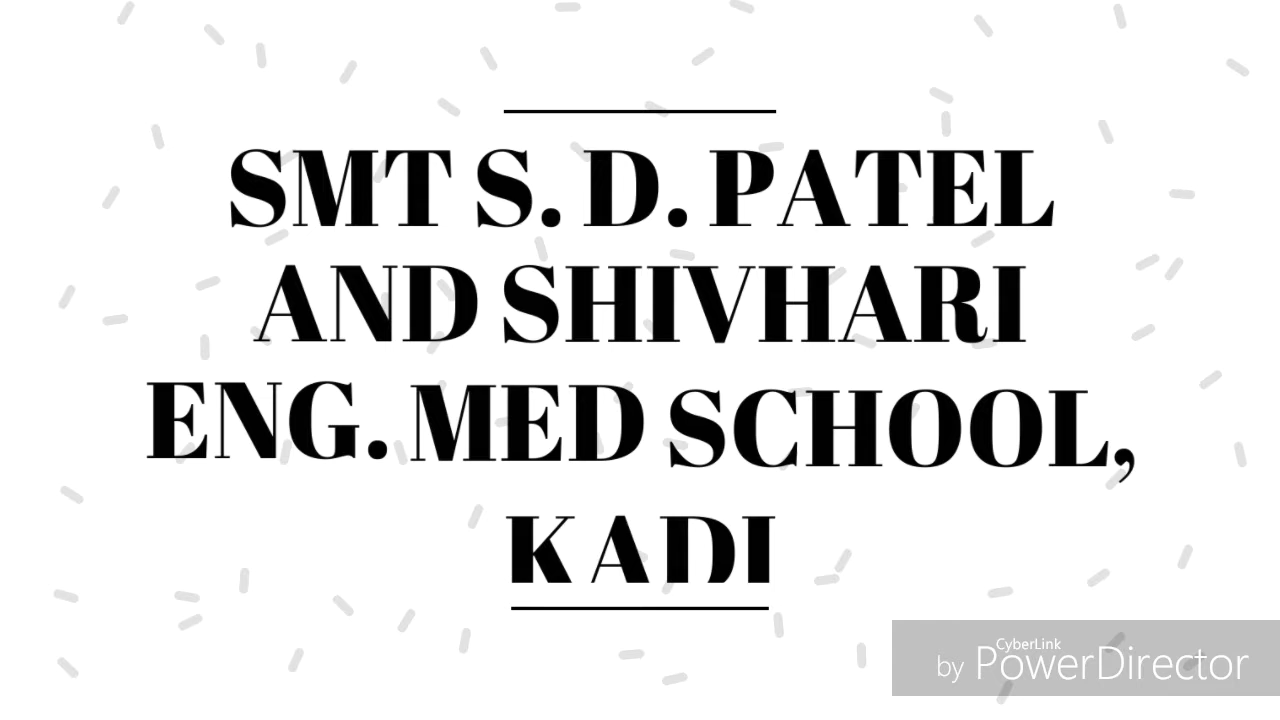 SMT S. D. PATEL
AND SHIVHARI
ENG. MED SCHOOL,
KADI
by CyberLink PowerDirector